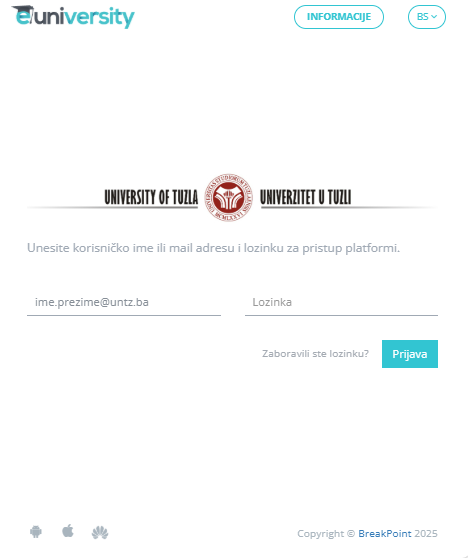 euniversity
INFORMACIJE
BS
UNIVERSITY OF TUZLA
UNIVERZITET U TUZLI
Unesite korisničko ime ili mail adresu i lozinku za pristup platformi.
ime.prezime@untz.ba
Lozinka
Zaboravili ste lozinku?
Prijava
Copyright © BreakPoint 2025